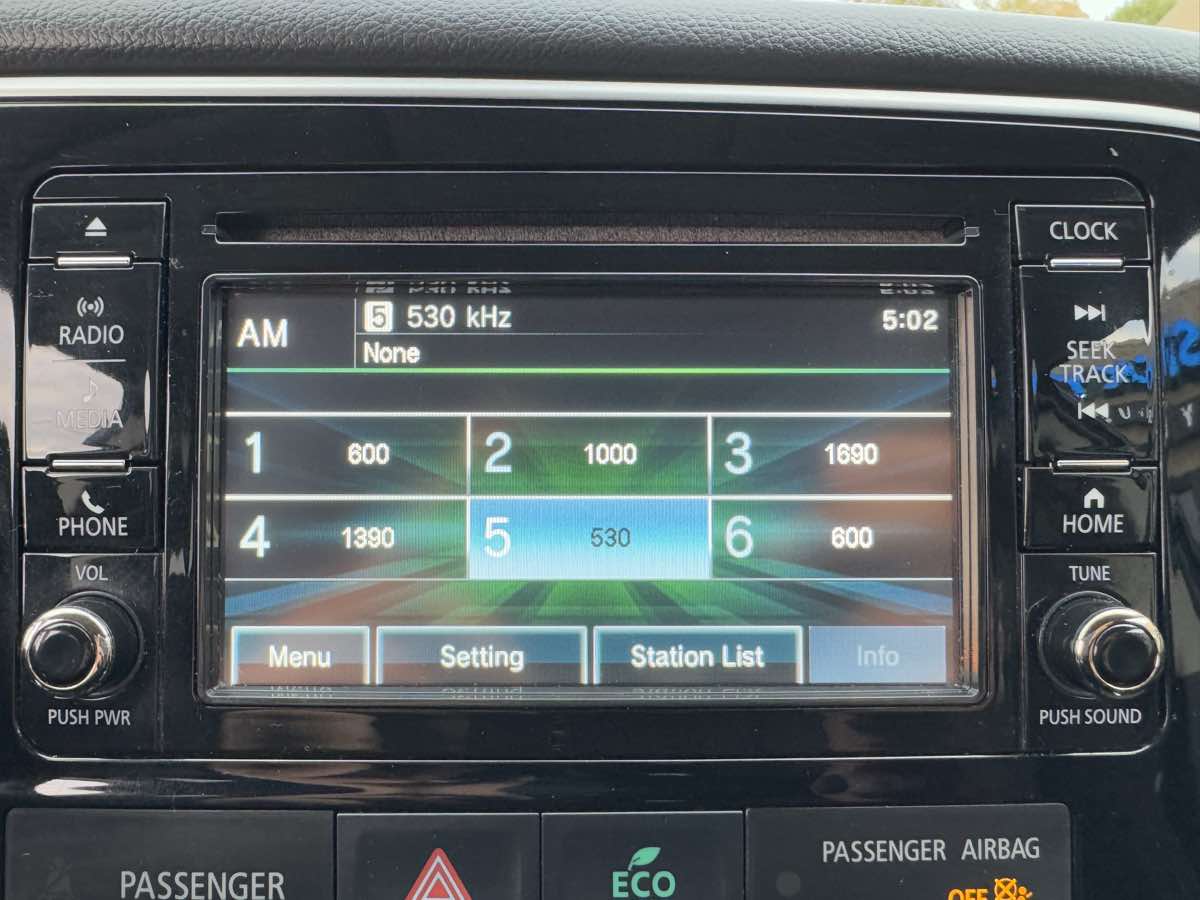 CLOCK
RADIO
MEDIA
PHONE
VOL
PUSH PWR
AM
5 530 kHz
5:02
None
1 600
2 1000
3 1690
4 1390
5 530
6 600
Menu
Setting
Station List
Info
SEEK
TRACK
HOME
TUNE
PUSH SOUND
PASSENGER
ECO
PASSENGER AIRBAG
OFF